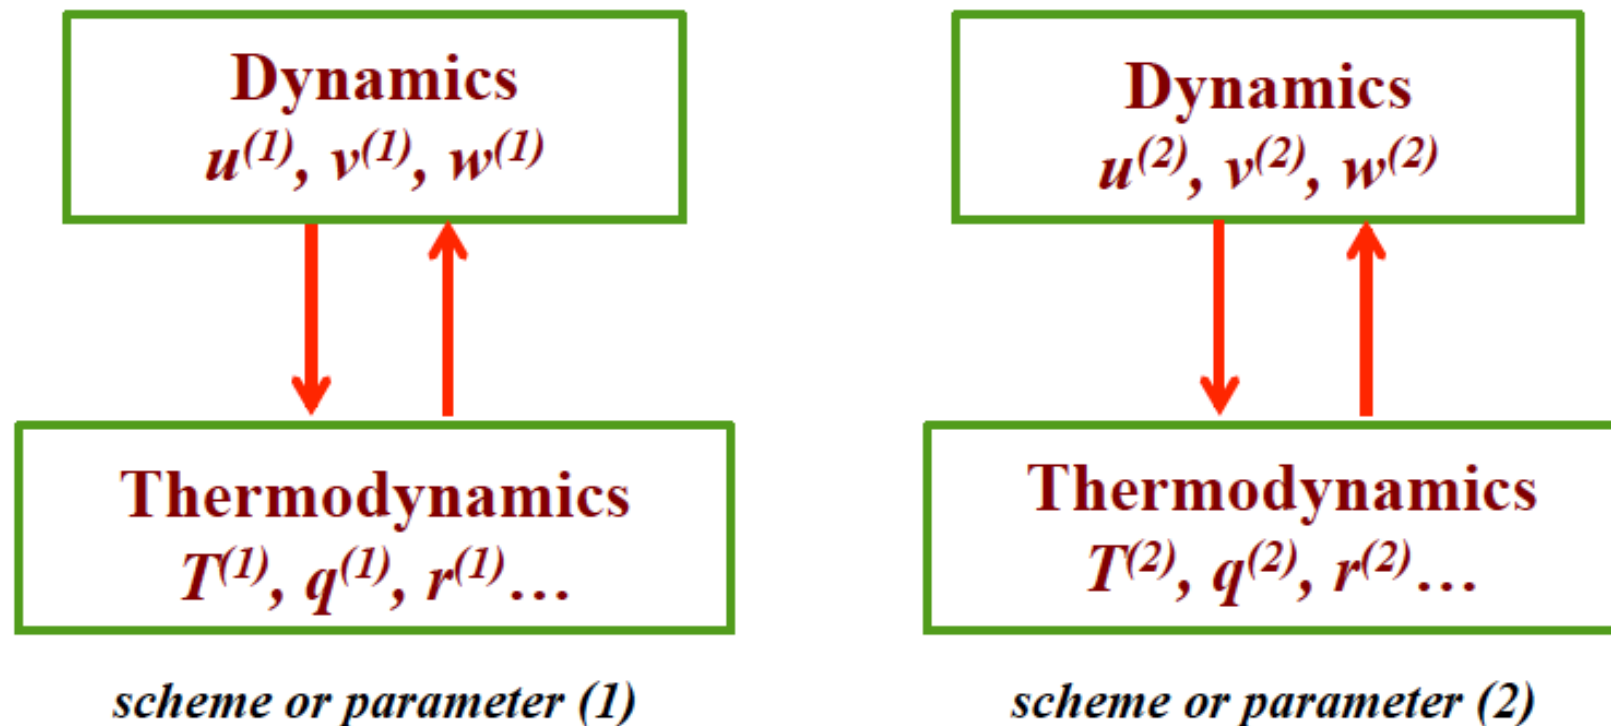 Dynamics
u^(1), v^(1), w^(1)
Thermodynamics
T^(1), q^(1), r^(1)…
scheme or parameter (1)
Dynamics
u^(2), v^(2), w^(2)
Thermodynamics
T^(2), q^(2), r^(2)…
scheme or parameter (2)